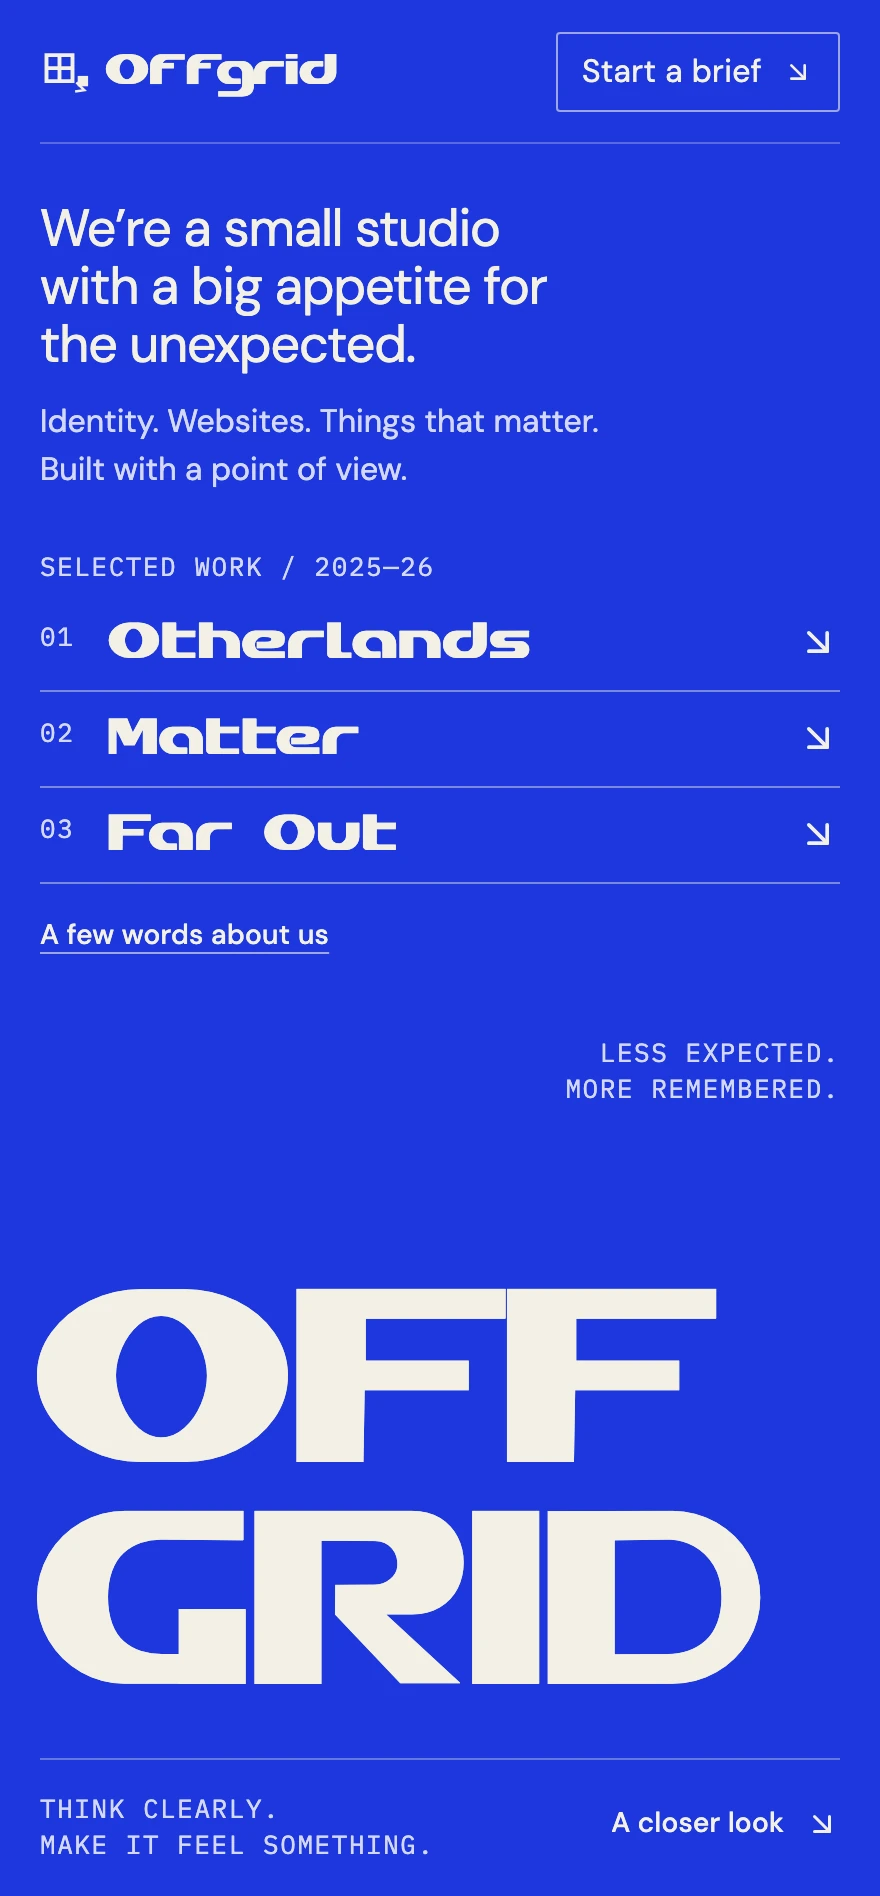 Offgrid
Start a brief
We’re a small studio
with a big appetite for
the unexpected.
Identity. Websites. Things that matter.
Built with a point of view.
SELECTED WORK / 2025—26
01 Otherlands
02 Matter
03 Far Out
A few words about us
LESS EXPECTED.
MORE REMEMBERED.
OFF
GRID
THINK CLEARLY.
MAKE IT FEEL SOMETHING.
A closer look